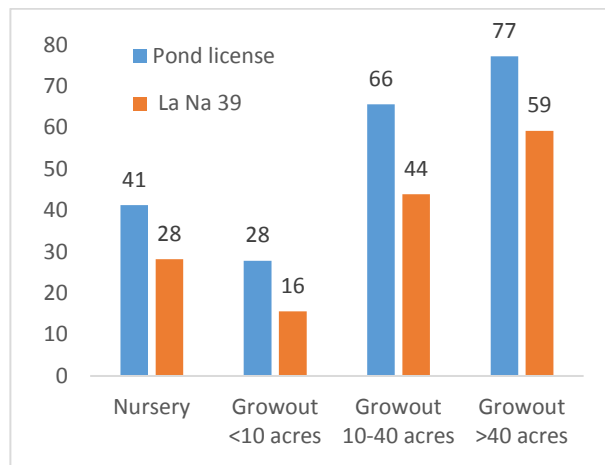 80
70
60
50
40
30
20
10
0
Pond license
La Na 39
41
28
28
16
66
44
77
59
Nursery
Growout
<10 acres
Growout
10-40 acres
Growout
>40 acres